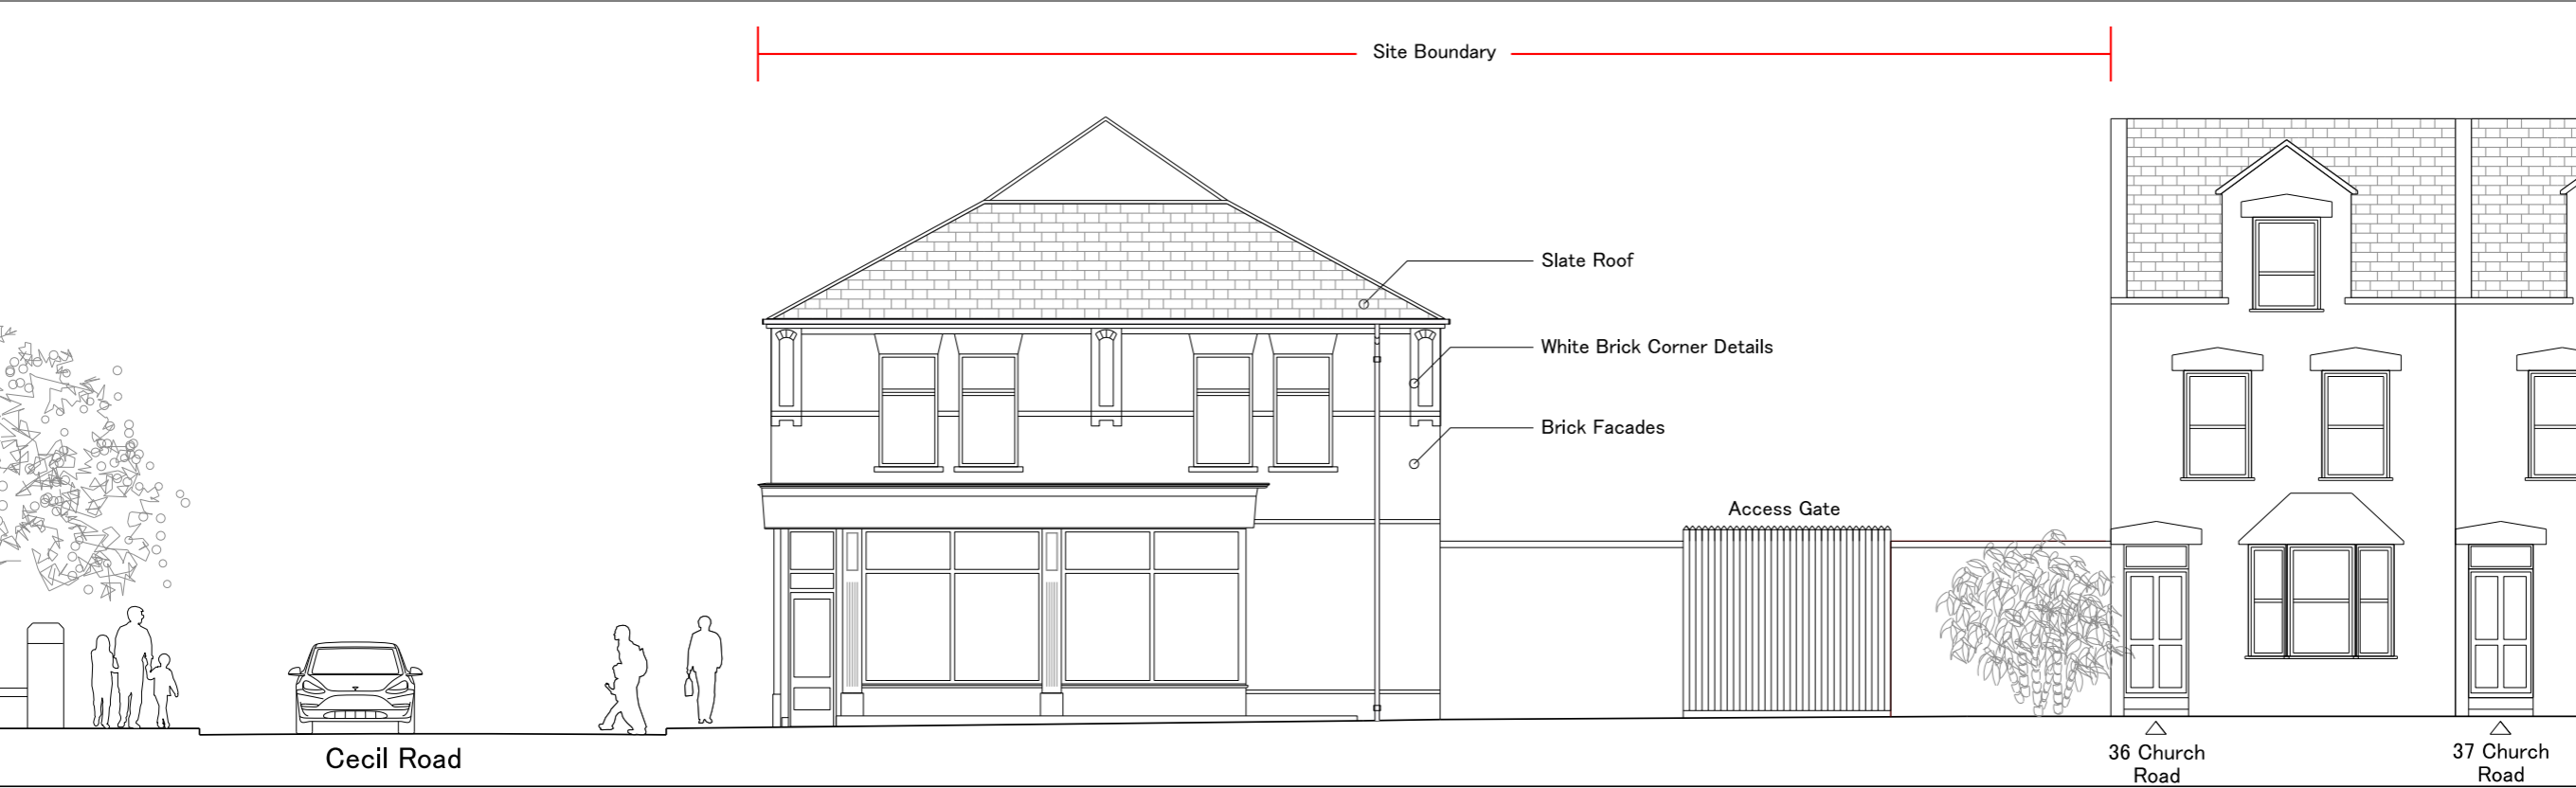 Site Boundary
Slate Roof
White Brick Corner Details
Brick Facades
Access Gate
Cecil Road
36 Church
Road
37 Church
Road